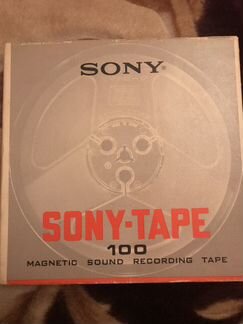 SONY®
SONY-TAPE
100
MAGNETIC SOUND RECORDING TAPE